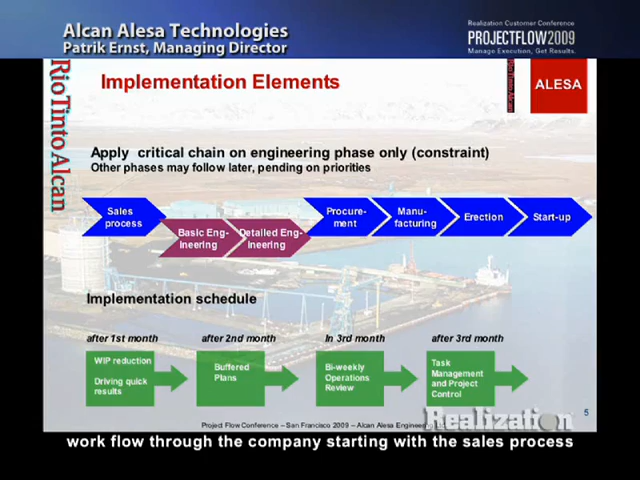 Alcan Alesa Technologies
Patrik Ernst, Managing Director
Realization Customer Conference
PROJECTFLOW2009
Manage Execution, Get Results.
RioTintoAlcan
Implementation Elements
RioTintoAlcan
ALESA
Apply critical chain on engineering phase only (constraint)
Other phases may follow later, pending on priorities
Sales
process
Basic Eng-
Ineering
Detailed Eng-
Ineering
Procure-
ment
Manu-
facturing
Erection
Start-up
Implementation schedule
after 1st month
after 2nd month
In 3rd month
after 3rd month
WIP reduction
Driving quick
results
Buffered
Plans
Bi-weekly
Operations
Review
Task
Management
and Project
Control
5
Realization
Project Flow Conference – San Francisco 2009 – Alcan Alesa Engineering
work flow through the company starting with the sales process